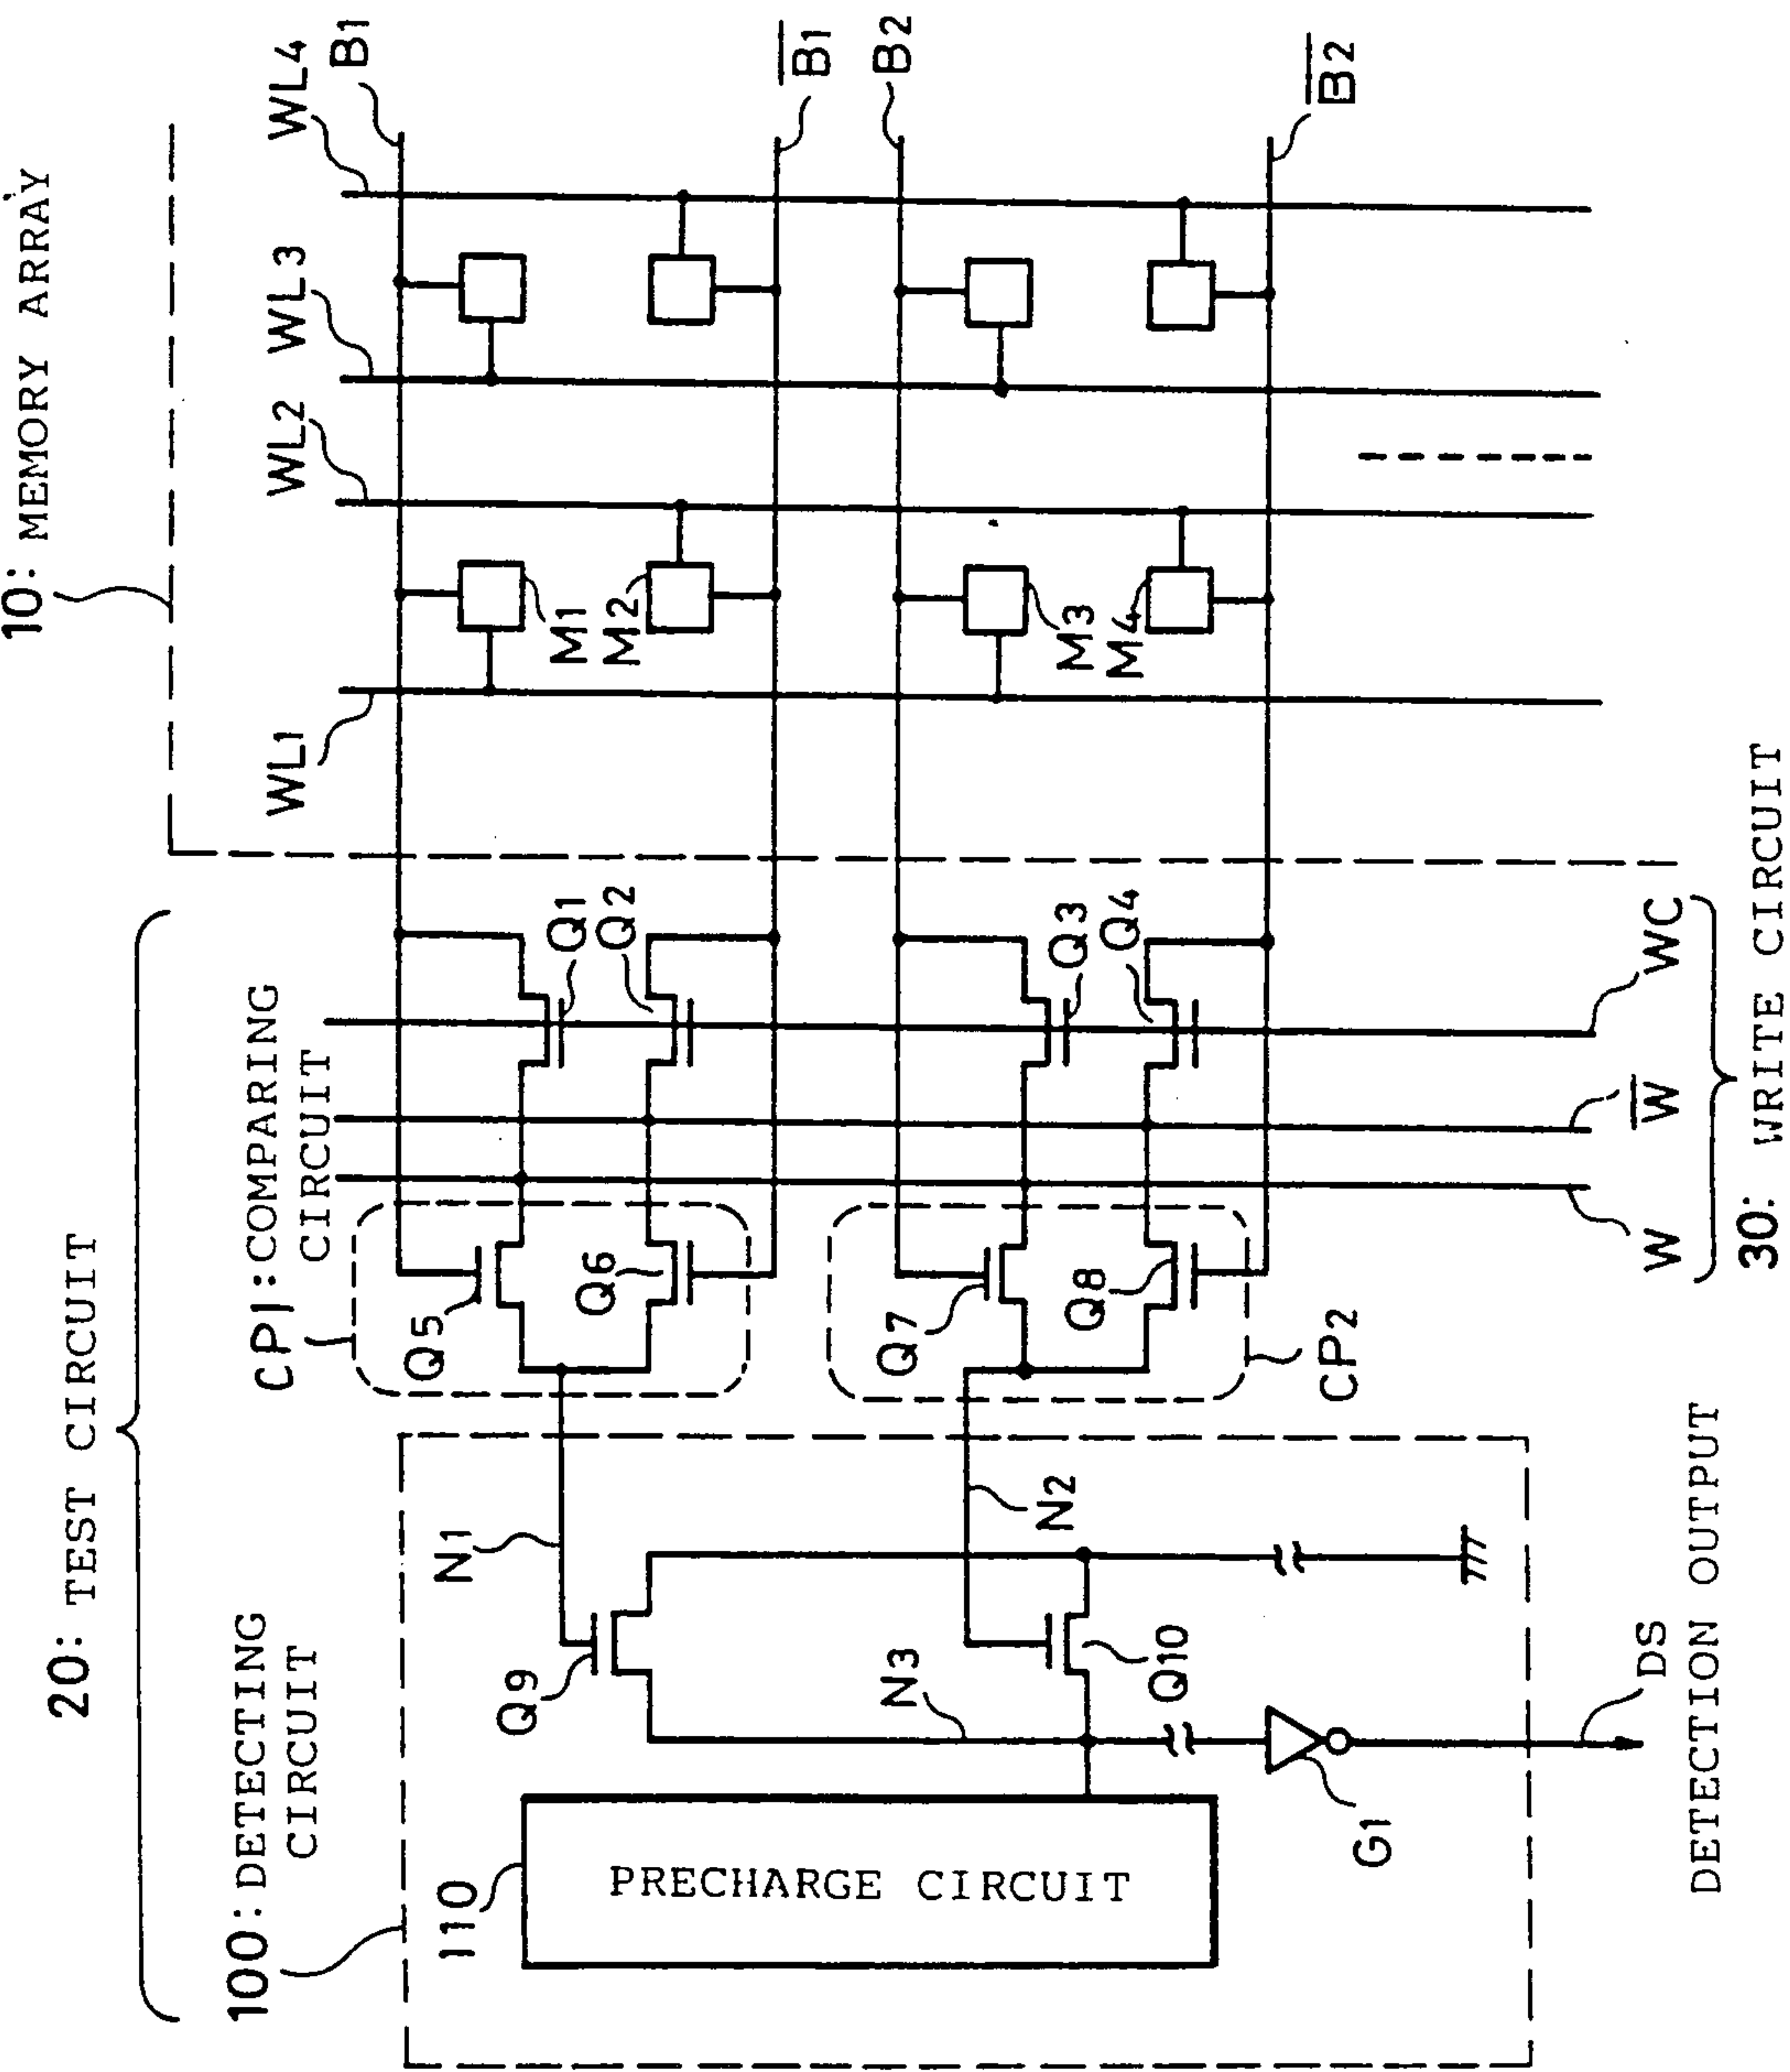 10: MEMORY ARRAY
WL1
WL2
WL3
WL4
B1
B̅1̅
B2
B̅2̅
M1
M2
M3
M4
20: TEST CIRCUIT
CP1: COMPARING
CIRCUIT
Q1
Q2
Q3
Q4
Q5
Q6
Q7
Q8
CP2
W
W̅
WC
30: WRITE CIRCUIT
100: DETECTING
CIRCUIT
N1
N2
N3
Q9
Q10
110
PRECHARGE CIRCUIT
G1
DS
DETECTION OUTPUT